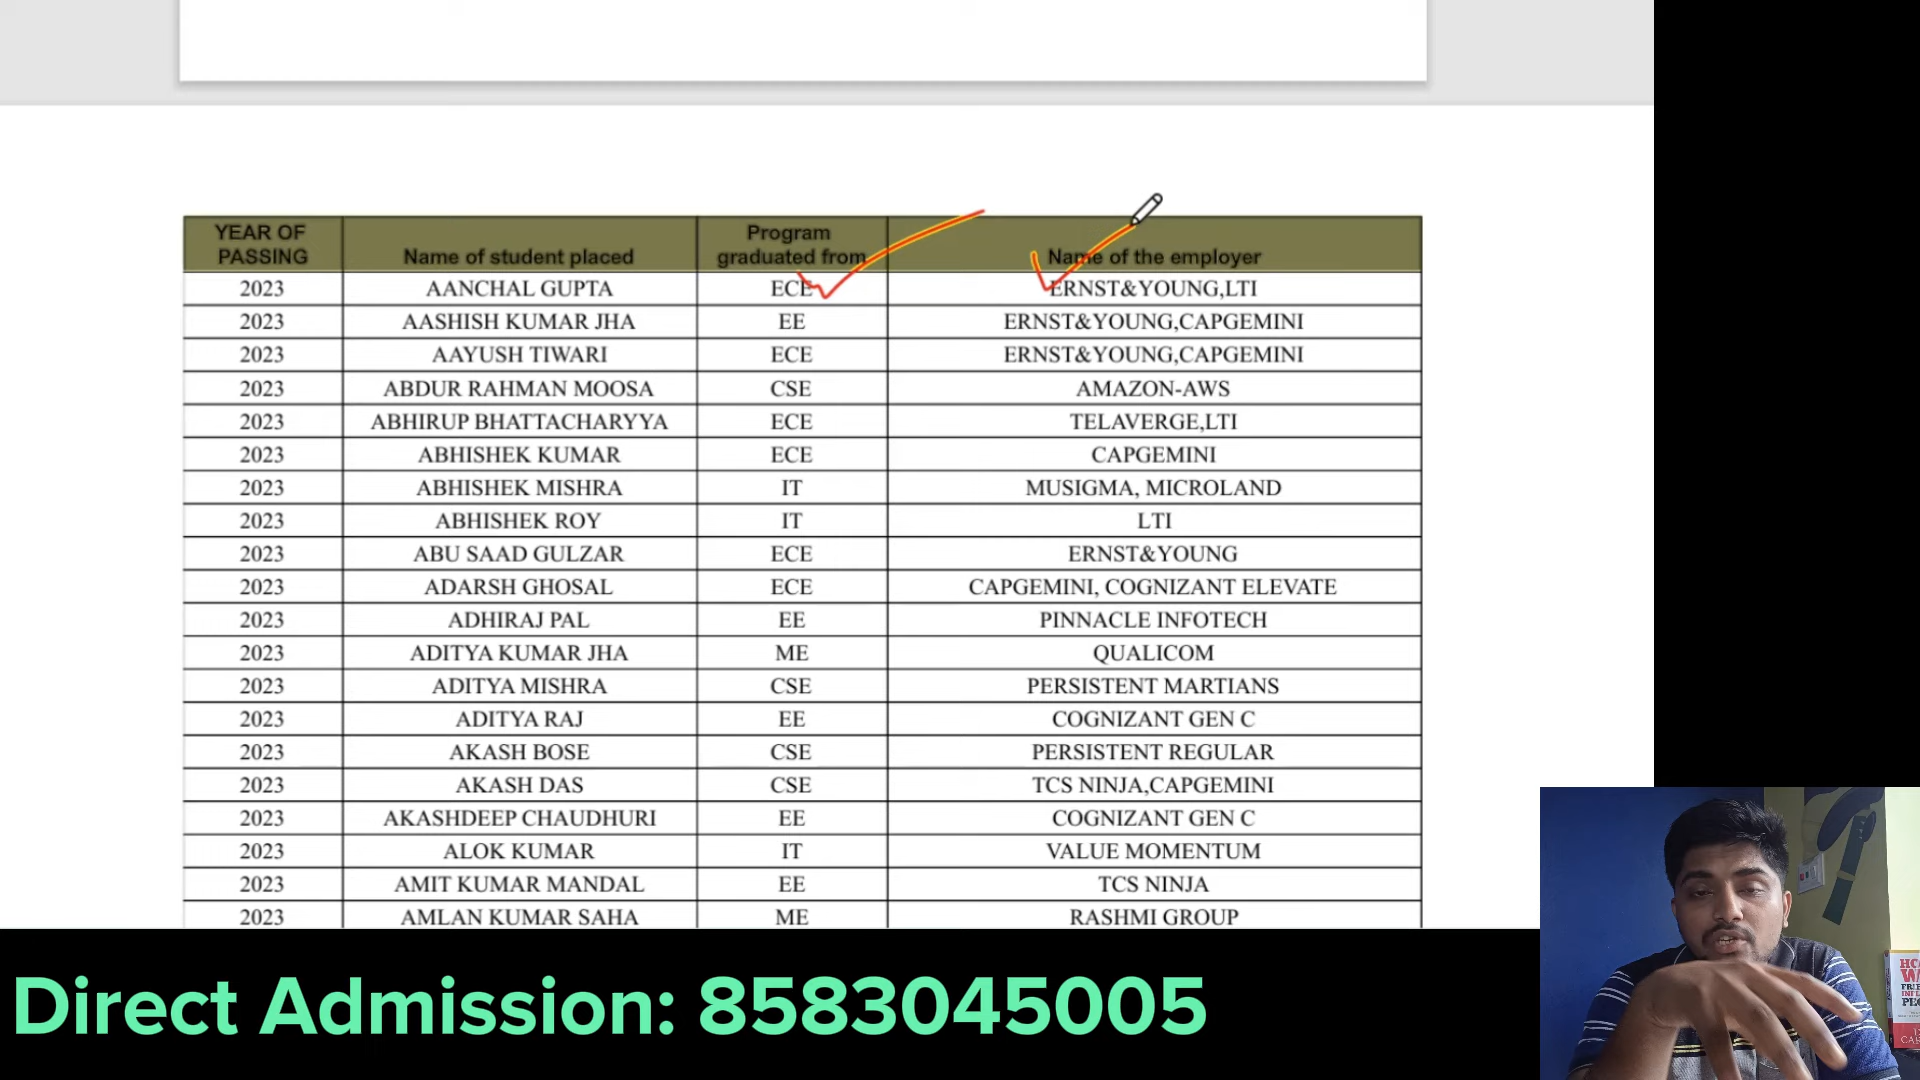 YEAR OF PASSING Name of student placed Program graduated from Name of the employer
2023 AANCHAL GUPTA ECE ERNST&YOUNG,LTI
2023 AASHISH KUMAR JHA EE ERNST&YOUNG,CAPGEMINI
2023 AAYUSH TIWARI ECE ERNST&YOUNG,CAPGEMINI
2023 ABDUR RAHMAN MOOSA CSE AMAZON-AWS
2023 ABHIRUP BHATTACHARYYA ECE TELAVERGE,LTI
2023 ABHISHEK KUMAR ECE CAPGEMINI
2023 ABHISHEK MISHRA IT MUSIGMA, MICROLAND
2023 ABHISHEK ROY IT LTI
2023 ABU SAAD GULZAR ECE ERNST&YOUNG
2023 ADARSH GHOSAL ECE CAPGEMINI, COGNIZANT ELEVATE
2023 ADHIRAJ PAL EE PINNACLE INFOTECH
2023 ADITYA KUMAR JHA ME QUALICOM
2023 ADITYA MISHRA CSE PERSISTENT MARTIANS
2023 ADITYA RAJ EE COGNIZANT GEN C
2023 AKASH BOSE CSE PERSISTENT REGULAR
2023 AKASH DAS CSE TCS NINJA,CAPGEMINI
2023 AKASHDEEP CHAUDHURI EE COGNIZANT GEN C
2023 ALOK KUMAR IT VALUE MOMENTUM
2023 AMIT KUMAR MANDAL EE TCS NINJA
2023 AMLAN KUMAR SAHA ME RASHMI GROUP
Direct Admission: 8583045005